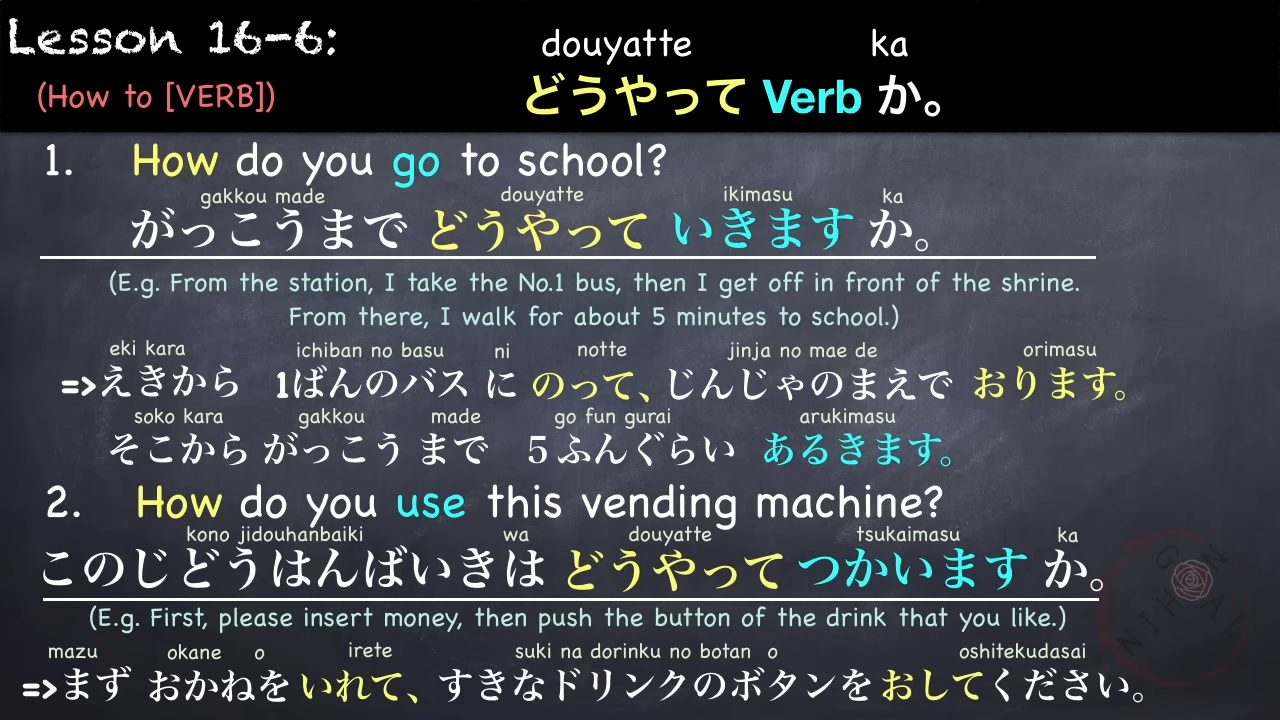 Lesson 16-6:
douyatte ka
(How to [VERB])
どうやって Verb か。
1. How do you go to school?
gakkou made douyatte ikimasu ka
がっこうまで どうやって いきます か。
(E.g. From the station, I take the No.1 bus, then I get off in front of the shrine.
From there, I walk for about 5 minutes to school.)
eki kara ichiban no basu ni notte jinja no mae de orimasu
=>えきから 1ばんのバス に のって、じんじゃのまえで おります。
soko kara gakkou made go fun gurai arukimasu
そこから がっこう まで 5ふんぐらい あるきます。
2. How do you use this vending machine?
kono jidouhanbaiki wa douyatte tsukaimasu ka
このじどうはんばいきは どうやって つかいます か。
(E.g. First, please insert money, then push the button of the drink that you like.)
mazu okane o irete suki na dorinku no botan o oshitekudasai
=>まず おかねを いれて、すきなドリンクのボタンを おしてください。
NIHON GOAL